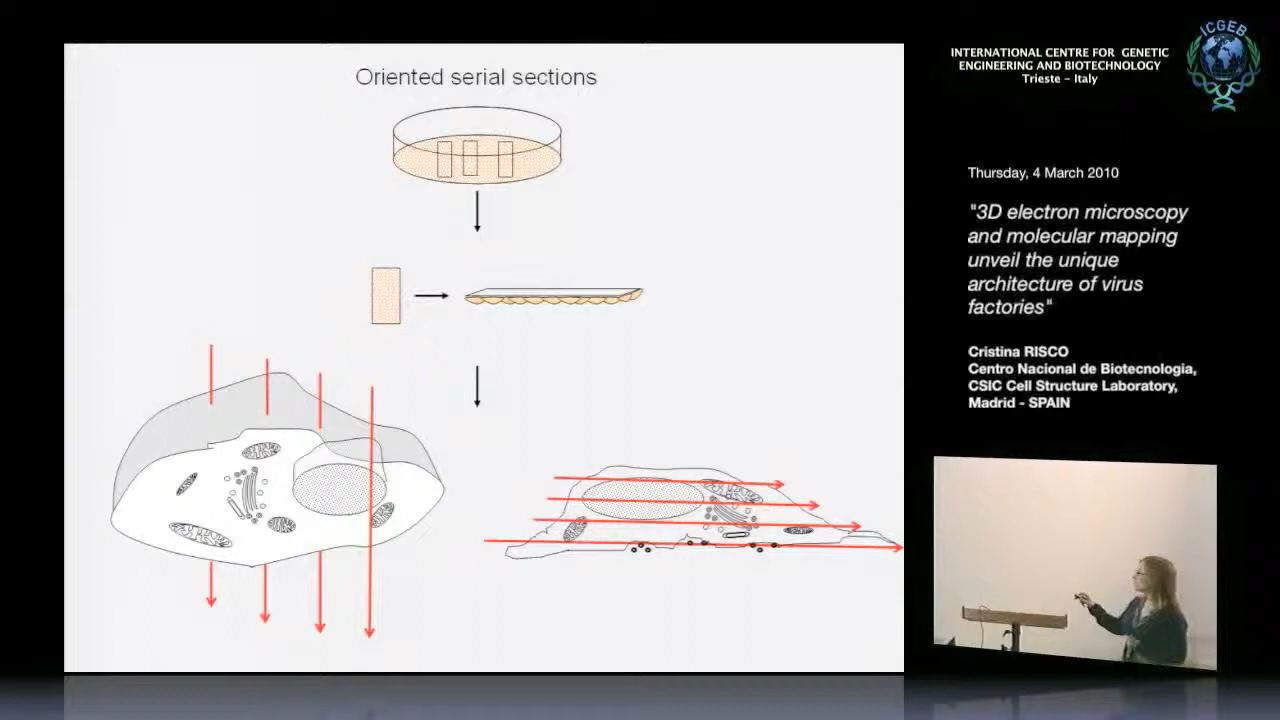 Oriented serial sections
ICGEB
INTERNATIONAL CENTRE FOR GENETIC
ENGINEERING AND BIOTECHNOLOGY
Trieste – Italy
Thursday, 4 March 2010
"3D electron microscopy
and molecular mapping
unveil the unique
architecture of virus
factories"
Cristina RISCO
Centro Nacional de Biotecnologia,
CSIC Cell Structure Laboratory,
Madrid - SPAIN